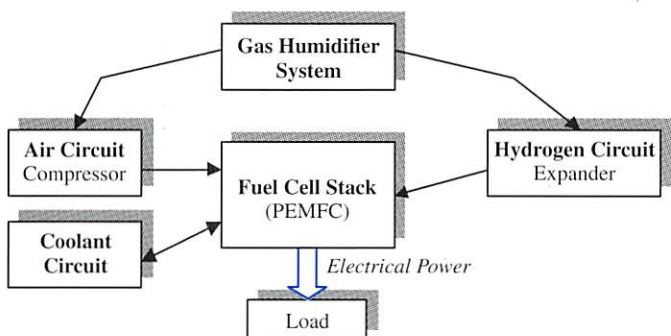 Gas Humidifier
System
Air Circuit
Compressor
Hydrogen Circuit
Expander
Fuel Cell Stack
(PEMFC)
Coolant
Circuit
Electrical Power
Load